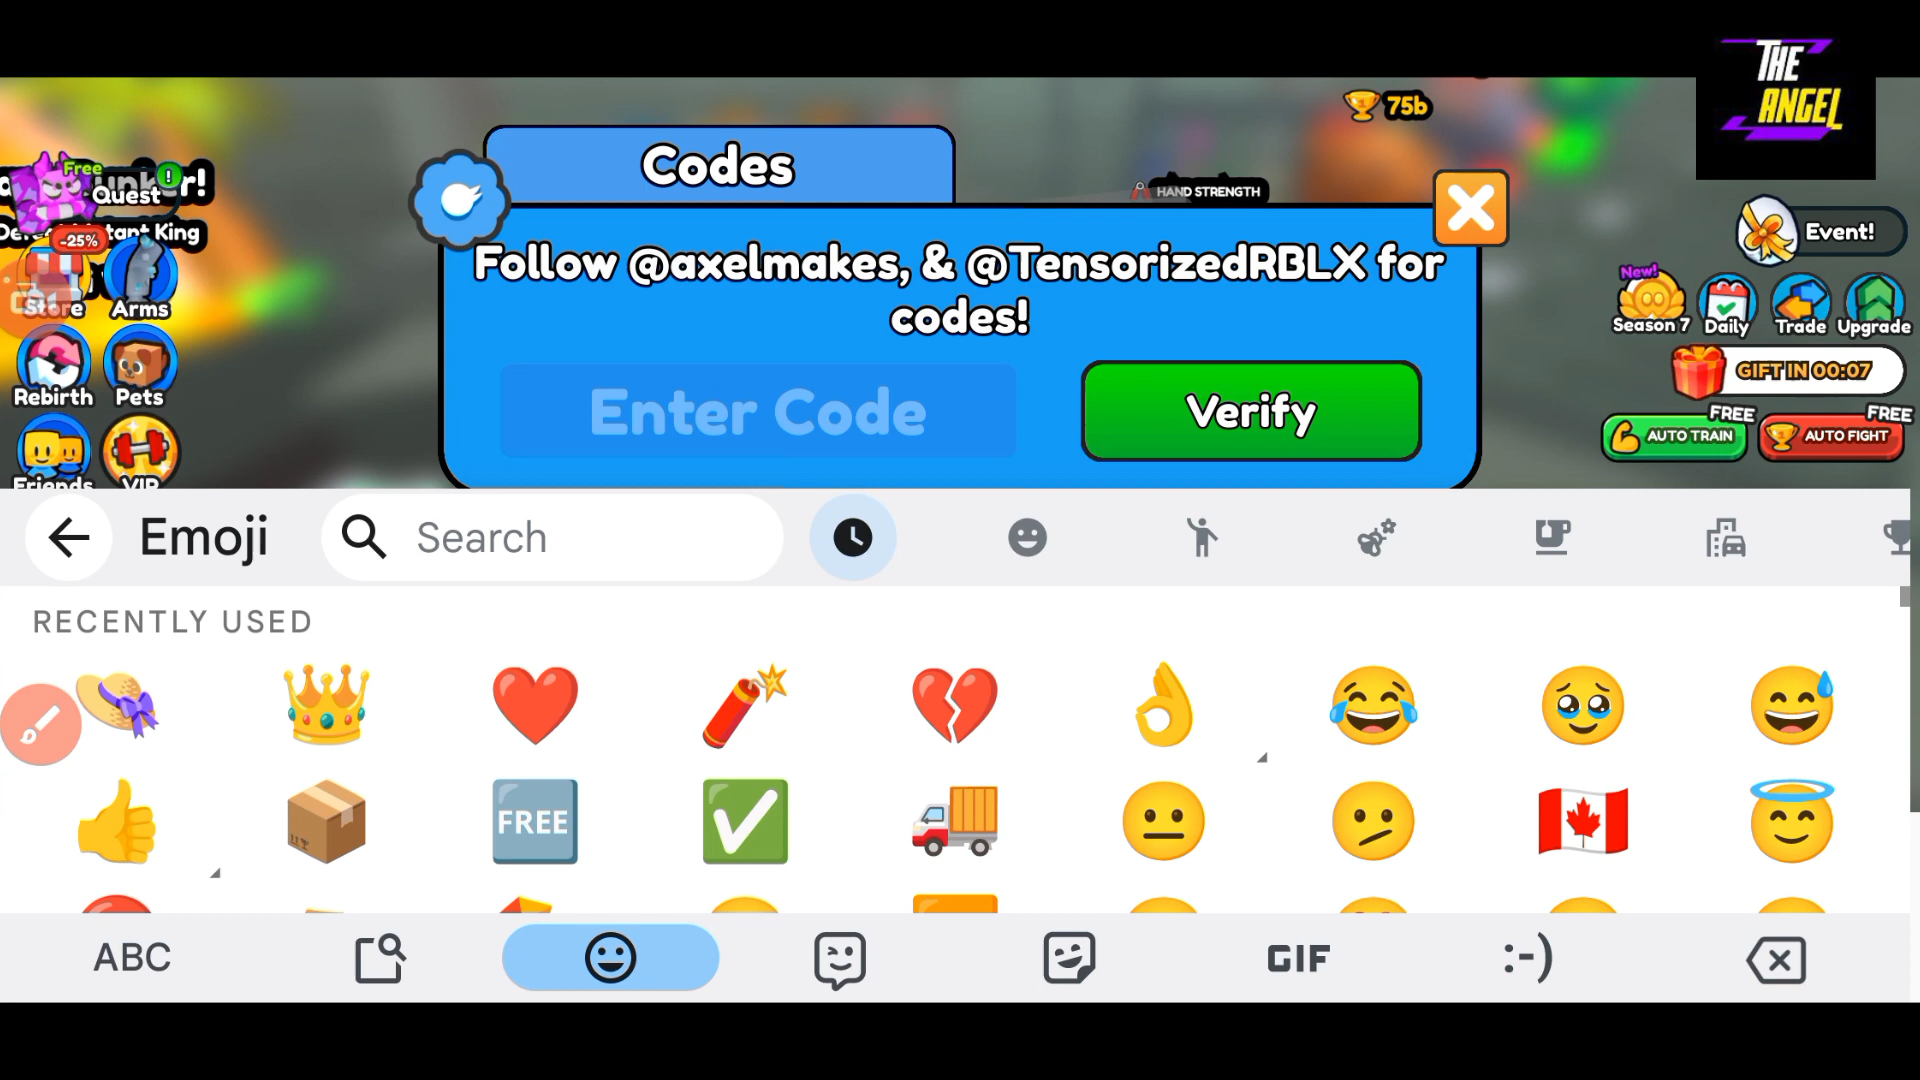 THE
ANGEL
75b
Codes
HAND STRENGTH
Free
Quest
!
r!
-25%
tant King
Event!
Follow @axelmakes, & @TensorizedRBLX for
codes!
New!
Store
Arms
Season 7
Daily
Trade
Upgrade
GIFT IN 00:07
Rebirth
Pets
Enter Code
Verify
FREE
AUTO TRAIN
FREE
AUTO FIGHT
Friends
VIP
Emoji
Search
RECENTLY USED
FREE
ABC
GIF
:-)